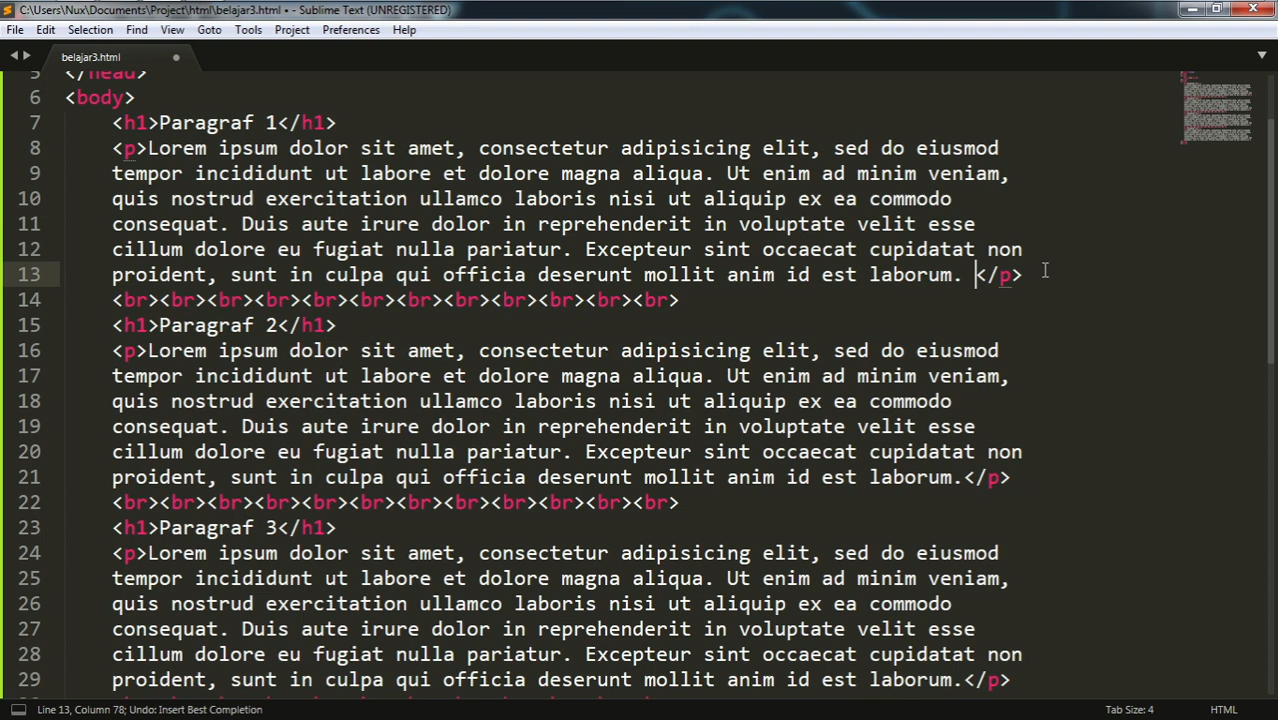 C:\Users\Nux\Documents\Project\html\belajar3.html • - Sublime Text (UNREGISTERED)
File Edit Selection Find View Goto Tools Project Preferences Help
belajar3.html
5 </head>
6 <body>
7 <h1>Paragraf 1</h1>
8 <p>Lorem ipsum dolor sit amet, consectetur adipisicing elit, sed do eiusmod
9 tempor incididunt ut labore et dolore magna aliqua. Ut enim ad minim veniam,
10 quis nostrud exercitation ullamco laboris nisi ut aliquip ex ea commodo
11 consequat. Duis aute irure dolor in reprehenderit in voluptate velit esse
12 cillum dolore eu fugiat nulla pariatur. Excepteur sint occaecat cupidatat non
13 proident, sunt in culpa qui officia deserunt mollit anim id est laborum. </p>
14 <br><br><br><br><br><br><br><br><br><br><br><br>
15 <h1>Paragraf 2</h1>
16 <p>Lorem ipsum dolor sit amet, consectetur adipisicing elit, sed do eiusmod
17 tempor incididunt ut labore et dolore magna aliqua. Ut enim ad minim veniam,
18 quis nostrud exercitation ullamco laboris nisi ut aliquip ex ea commodo
19 consequat. Duis aute irure dolor in reprehenderit in voluptate velit esse
20 cillum dolore eu fugiat nulla pariatur. Excepteur sint occaecat cupidatat non
21 proident, sunt in culpa qui officia deserunt mollit anim id est laborum.</p>
22 <br><br><br><br><br><br><br><br><br><br><br><br>
23 <h1>Paragraf 3</h1>
24 <p>Lorem ipsum dolor sit amet, consectetur adipisicing elit, sed do eiusmod
25 tempor incididunt ut labore et dolore magna aliqua. Ut enim ad minim veniam,
26 quis nostrud exercitation ullamco laboris nisi ut aliquip ex ea commodo
27 consequat. Duis aute irure dolor in reprehenderit in voluptate velit esse
28 cillum dolore eu fugiat nulla pariatur. Excepteur sint occaecat cupidatat non
29 proident, sunt in culpa qui officia deserunt mollit anim id est laborum.</p>
Line 13, Column 78; Undo: Insert Best Completion Tab Size: 4 HTML